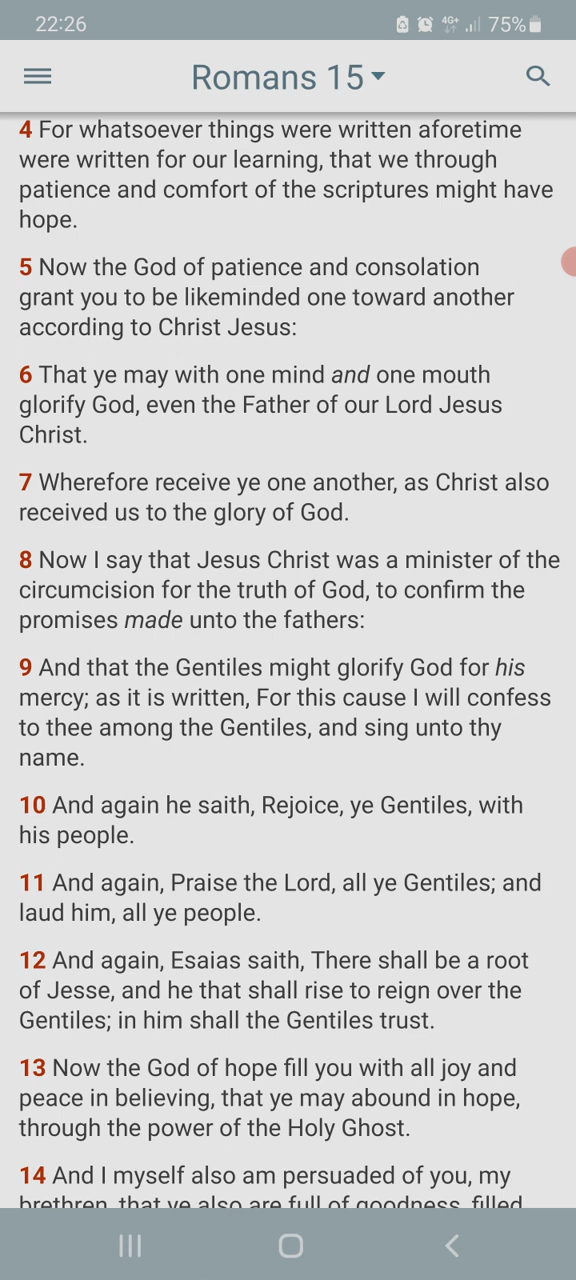 22:26
4G+
75%
Romans 15
4 For whatsoever things were written aforetime
were written for our learning, that we through
patience and comfort of the scriptures might have
hope.
5 Now the God of patience and consolation
grant you to be likeminded one toward another
according to Christ Jesus:
6 That ye may with one mind and one mouth
glorify God, even the Father of our Lord Jesus
Christ.
7 Wherefore receive ye one another, as Christ also
received us to the glory of God.
8 Now I say that Jesus Christ was a minister of the
circumcision for the truth of God, to confirm the
promises made unto the fathers:
9 And that the Gentiles might glorify God for his
mercy; as it is written, For this cause I will confess
to thee among the Gentiles, and sing unto thy
name.
10 And again he saith, Rejoice, ye Gentiles, with
his people.
11 And again, Praise the Lord, all ye Gentiles; and
laud him, all ye people.
12 And again, Esaias saith, There shall be a root
of Jesse, and he that shall rise to reign over the
Gentiles; in him shall the Gentiles trust.
13 Now the God of hope fill you with all joy and
peace in believing, that ye may abound in hope,
through the power of the Holy Ghost.
14 And I myself also am persuaded of you, my
brethren, that ye also are full of goodness, filled